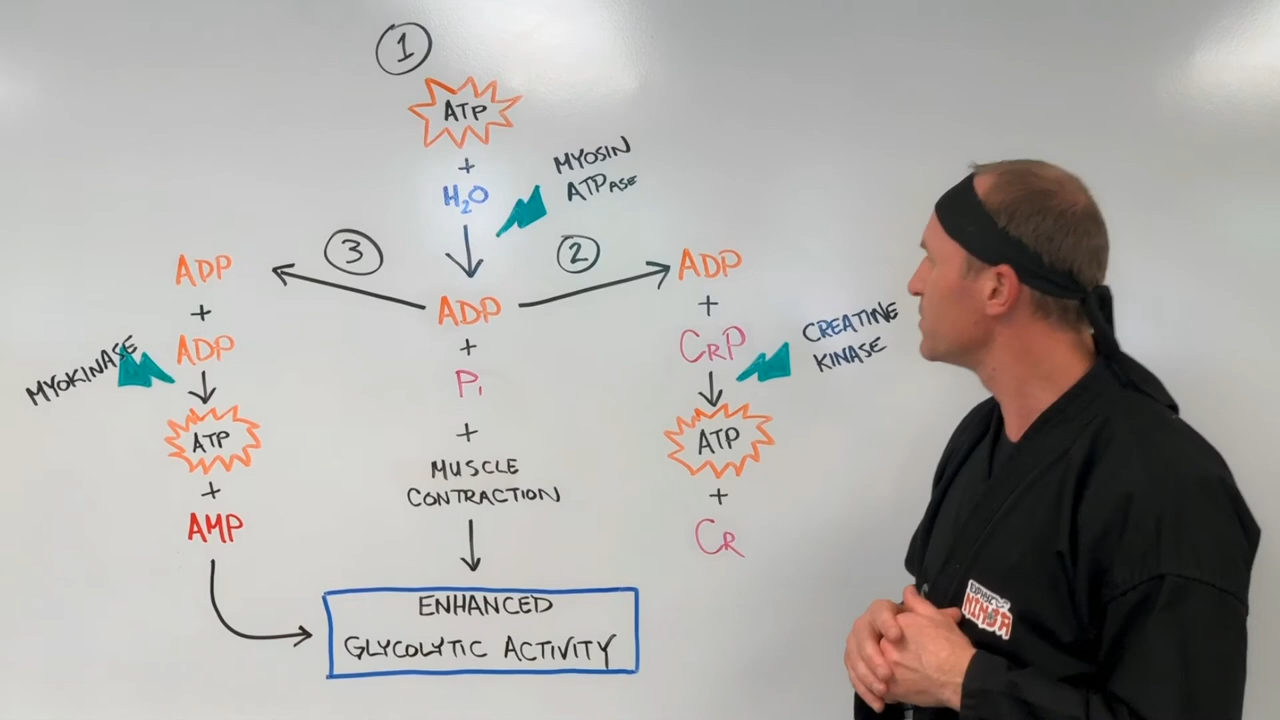 1
ATP
+
H2O
MYOSIN
ATPASE
ADP
+
Pi
+
MUSCLE
CONTRACTION
2
ADP
+
CRP
CREATINE
KINASE
ATP
+
CR
3
ADP
+
ADP
MYOKINASE
ATP
+
AMP
ENHANCED
GLYCOLYTIC ACTIVITY
EXPHYZ
NINJA